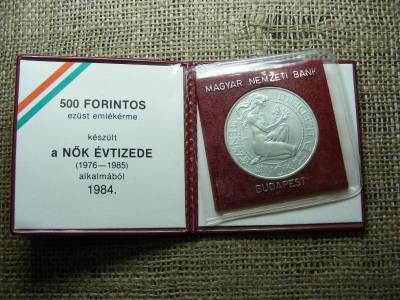 500 FORINTOS
ezüst emlékérme
készült
a NŐK ÉVTIZEDE
(1976—1985)
alkalmából
1984.
MAGYAR NEMZETI BANK
BUDAPEST